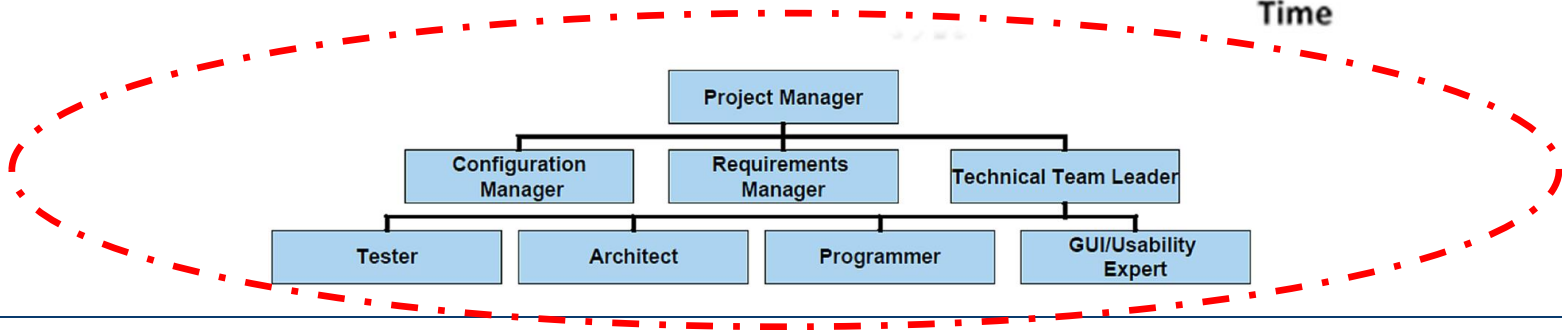 Time
Project Manager
Configuration
Manager
Requirements
Manager
Technical Team Leader
Tester
Architect
Programmer
GUI/Usability
Expert